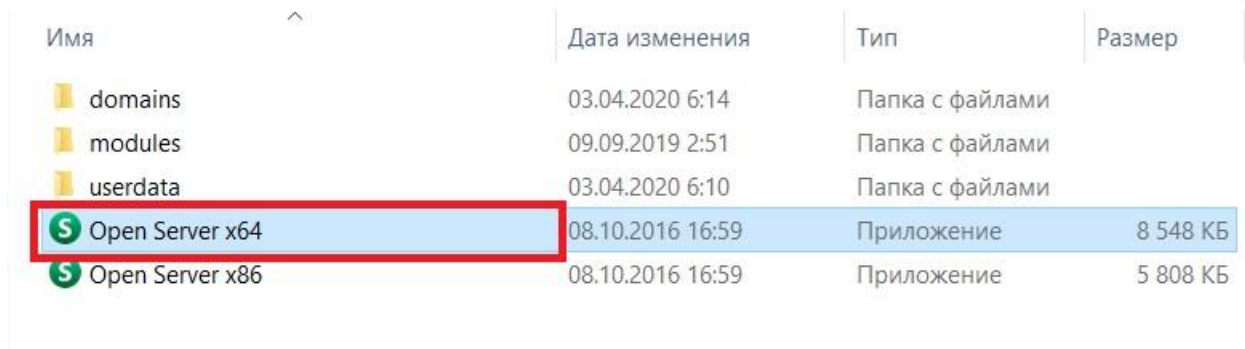 Имя Дата изменения Тип Размер
domains 03.04.2020 6:14 Папка с файлами
modules 09.09.2019 2:51 Папка с файлами
userdata 03.04.2020 6:10 Папка с файлами
S Open Server x64 08.10.2016 16:59 Приложение 8 548 КБ
S Open Server x86 08.10.2016 16:59 Приложение 5 808 КБ